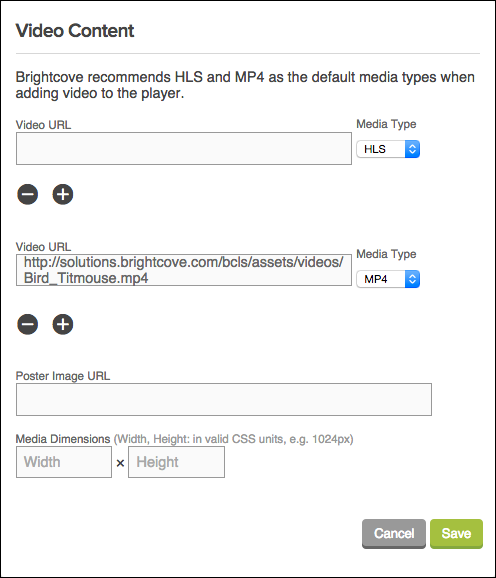 Video Content
Brightcove recommends HLS and MP4 as the default media types when
adding video to the player.
Video URL
Media Type
HLS
Video URL
Media Type
http://solutions.brightcove.com/bcls/assets/videos/
Bird_Titmouse.mp4
MP4
Poster Image URL
Media Dimensions (Width, Height: in valid CSS units, e.g. 1024px)
Width × Height
Cancel Save